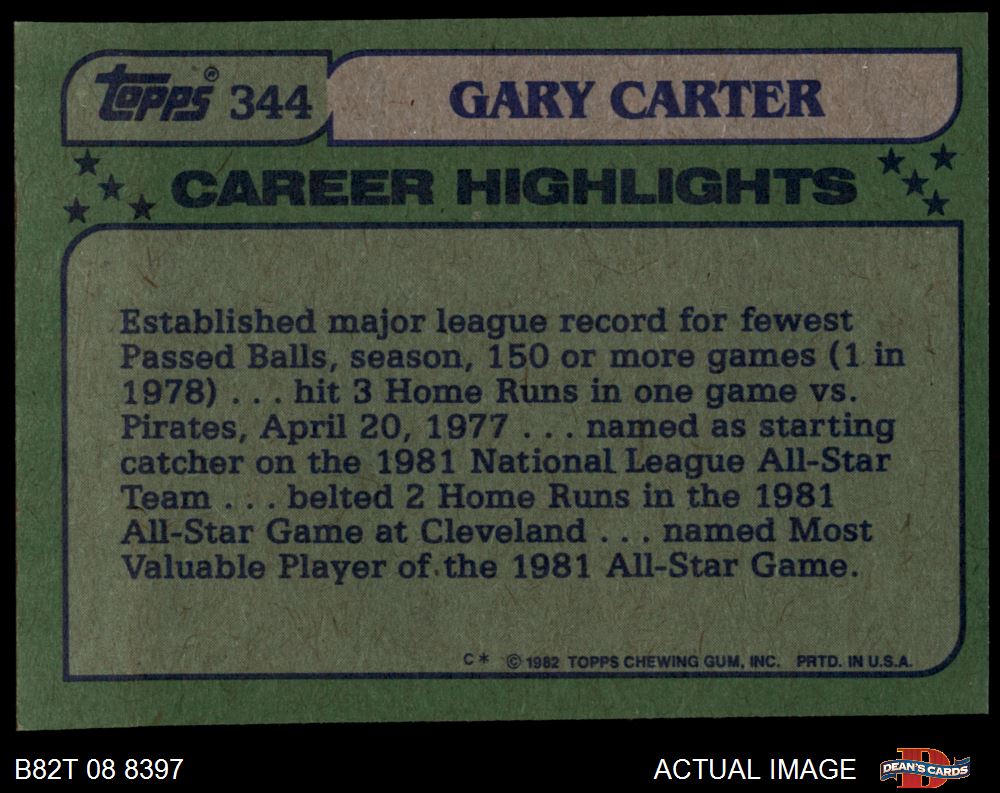 topps® 344 GARY CARTER
CAREER HIGHLIGHTS
Established major league record for fewest
Passed Balls, season, 150 or more games (1 in
1978) . . . hit 3 Home Runs in one game vs.
Pirates, April 20, 1977 . . . named as starting
catcher on the 1981 National League All-Star
Team . . . belted 2 Home Runs in the 1981
All-Star Game at Cleveland . . . named Most
Valuable Player of the 1981 All-Star Game.
C* © 1982 TOPPS CHEWING GUM, INC. PRTD. IN U.S.A.
B82T 08 8397 ACTUAL IMAGE D DEAN'S CARDS